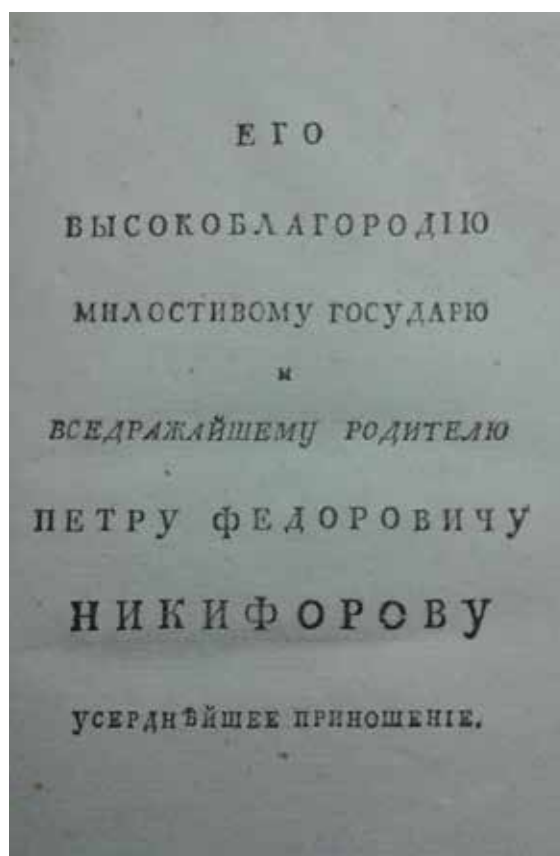 ЕГО
ВЫСОКОБЛАГОРОДІЮ
МИЛОСТИВОМУ ГОСУДАРЮ
и
ВСЕДРАЖАЙШЕМУ РОДИТЕЛЮ
ПЕТРУ ФЕДОРОВИЧУ
НИКИФОРОВУ
УСЕРДНѢЙШЕЕ ПРИНОШЕНІЕ.